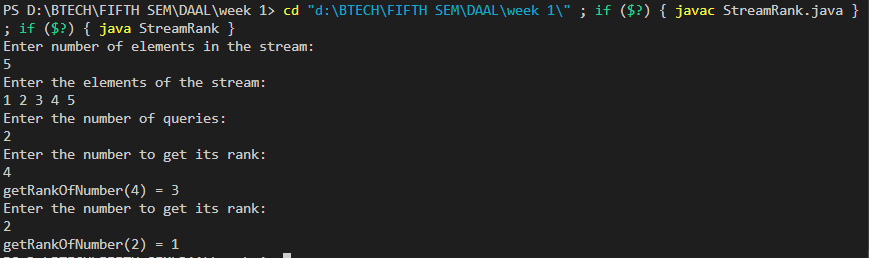 PS D:\BTECH\FIFTH SEM\DAAL\week 1> cd "d:\BTECH\FIFTH SEM\DAAL\week 1\" ; if ($?) { javac StreamRank.java }
; if ($?) { java StreamRank }
Enter number of elements in the stream:
5
Enter the elements of the stream:
1 2 3 4 5
Enter the number of queries:
2
Enter the number to get its rank:
4
getRankOfNumber(4) = 3
Enter the number to get its rank:
2
getRankOfNumber(2) = 1